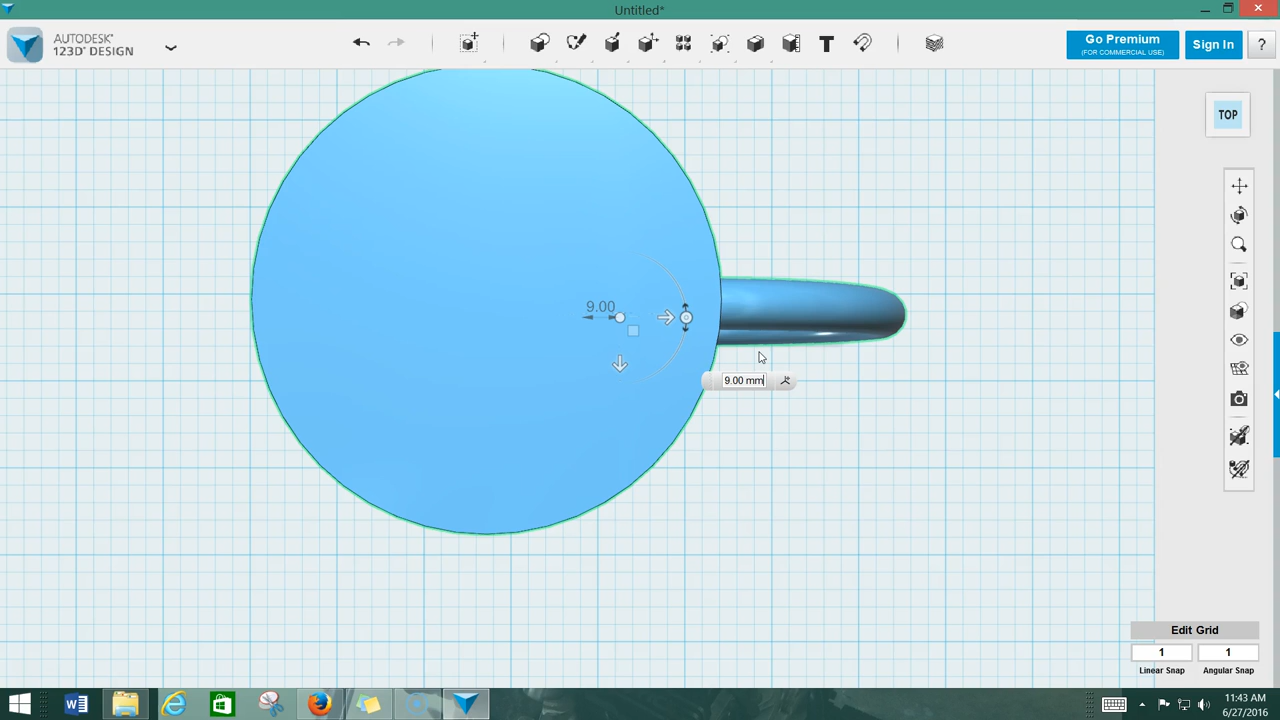 Untitled*
AUTODESK
123D® DESIGN
Go Premium
(FOR COMMERCIAL USE)
Sign In
?
T
TOP
9.00
9.00 mm
Edit Grid
1
1
Linear Snap
Angular Snap
11:43 AM
6/27/2016